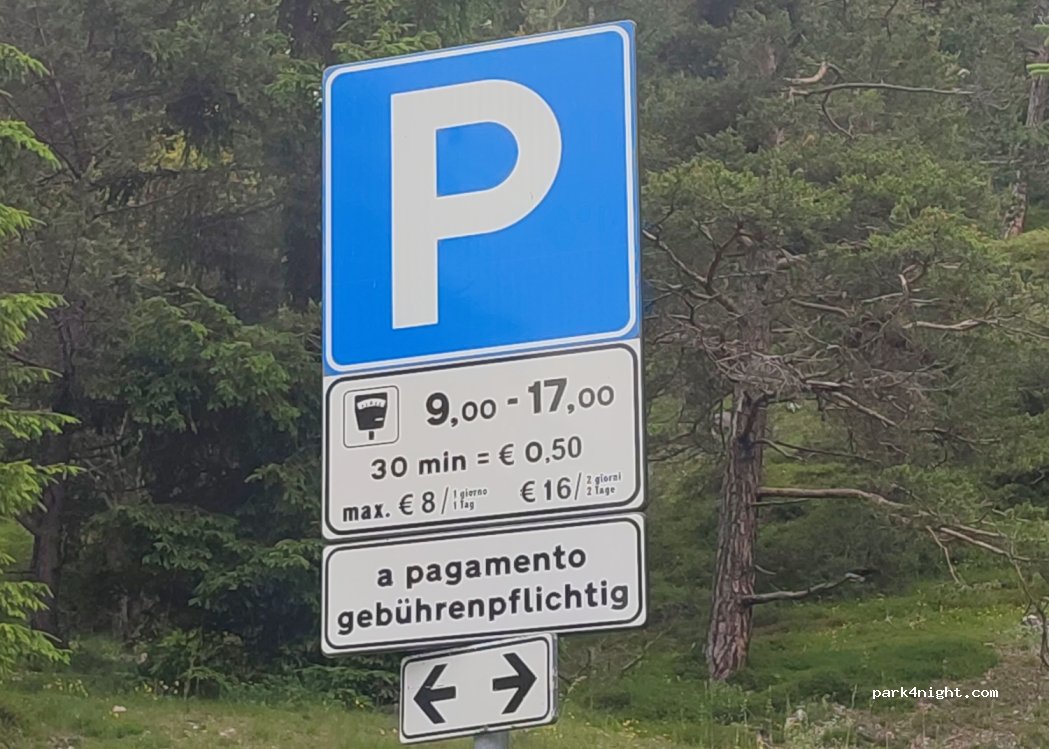 P
9,00 - 17,00
30 min = € 0,50
max. € 8 / 1 giorno 1 Tag € 16 / 2 giorni 2 Tage
a pagamento
gebührenpflichtig
park4night.com